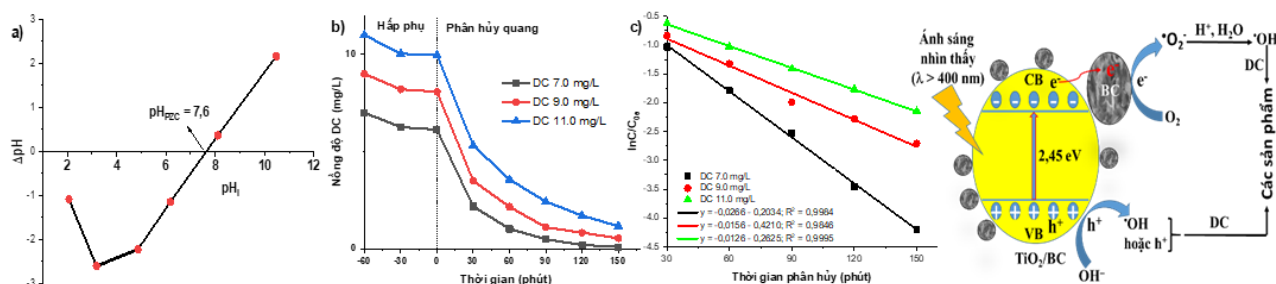 a)
3
2
1
0
-1
-2
-3
ΔpH
pHPZC = 7,6
2
4
6
8
10
12
pHI
b)
Hấp phụ
Phân hủy quang
10
0
Nồng độ DC (mg/L)
DC 7.0 mg/L
DC 9.0 mg/L
DC 11.0 mg/L
-60
-30
0
30
60
90
120
150
Thời gian (phút)
c)
-1.0
-1.5
-2.0
-2.5
-3.0
-3.5
-4.0
-4.5
lnC/C0e
DC 7.0 mg/L
DC 9.0 mg/L
DC 11.0 mg/L
y = -0,0266 - 0,2034; R² = 0,9984
y = -0,0156 - 0,4210; R² = 0,9846
y = -0,0126 - 0,2625; R² = 0,9995
30
60
90
120
150
Thời gian phân hủy (phút)
Ánh sáng
nhìn thấy
(λ > 400 nm)
CB
e-
e-
BC
e-
•O2-
H+, H2O
•OH
DC
O2
2,45 eV
h+
VB
h+
TiO2/BC
OH-
•OH
hoặc h+
DC
Các sản phẩm